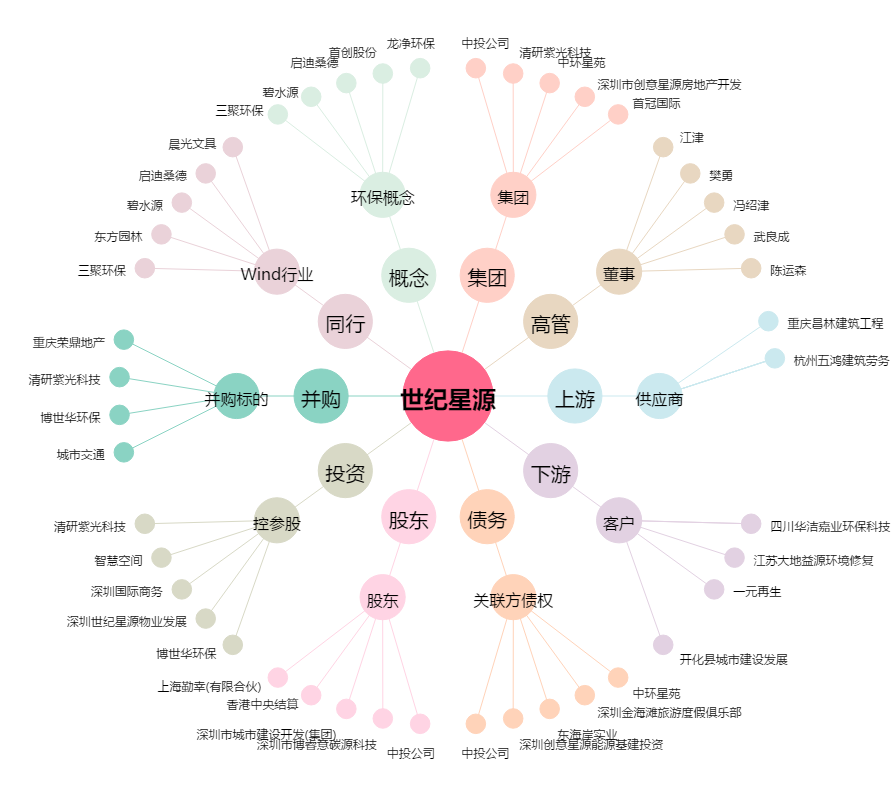 龙净环保
首创股份
启迪桑德
碧水源
三聚环保
环保概念
概念
中投公司
清研紫光科技
中环星苑
深圳市创意星源房地产开发
首冠国际
集团
集团
江津
樊勇
冯绍津
武良成
陈运森
董事
高管
晨光文具
启迪桑德
碧水源
东方园林
三聚环保
Wind行业
同行
重庆昌林建筑工程
杭州五鸿建筑劳务
供应商
上游
世纪星源
重庆荣鼎地产
清研紫光科技
博世华环保
城市交通
并购标的
并购
投资
控参股
清研紫光科技
智慧空间
深圳国际商务
深圳世纪星源物业发展
博世华环保
下游
客户
四川华洁嘉业环保科技
江苏大地益源环境修复
一元再生
开化县城市建设发展
股东
股东
上海勤幸(有限合伙)
香港中央结算
深圳市城市建设开发(集团)
深圳市博睿意碳源科技
中投公司
债务
关联方债权
中环星苑
深圳金海滩旅游度假俱乐部
东海岸实业
深圳创意星源能源基建投资
中投公司